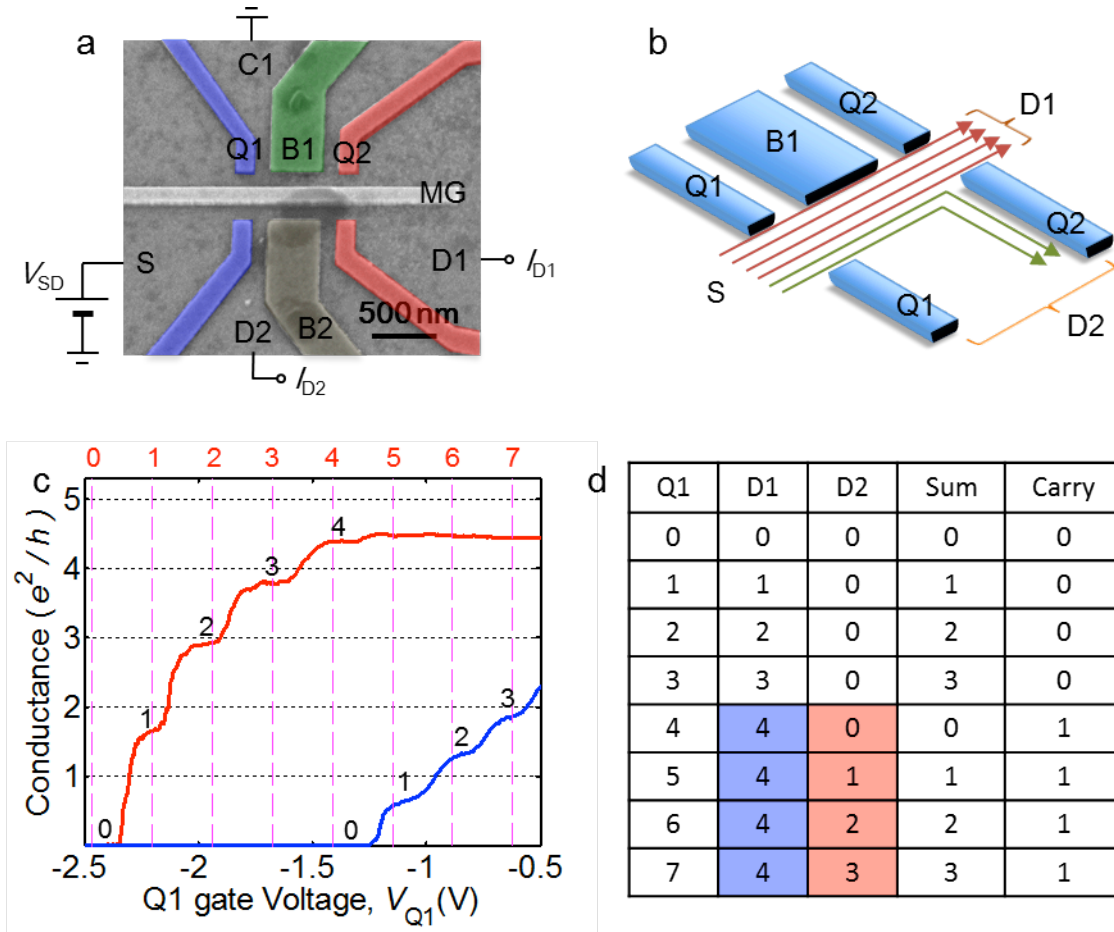 a
C1
Q1 B1 Q2
MG
V_SD S D1 I_D1
500 nm
D2 B2
I_D2
b
Q2 D1
B1
Q1
Q2
S Q1
D2
0 1 2 3 4 5 6 7
c
Conductance (e² / h)
5
4
3
2
1
0 1 2 3 4
0 1 2 3
-2.5 -2 -1.5 -1 -0.5
Q1 gate Voltage, V_Q1 (V)
d
Q1 D1 D2 Sum Carry
0 0 0 0 0
1 1 0 1 0
2 2 0 2 0
3 3 0 3 0
4 4 0 0 1
5 4 1 1 1
6 4 2 2 1
7 4 3 3 1